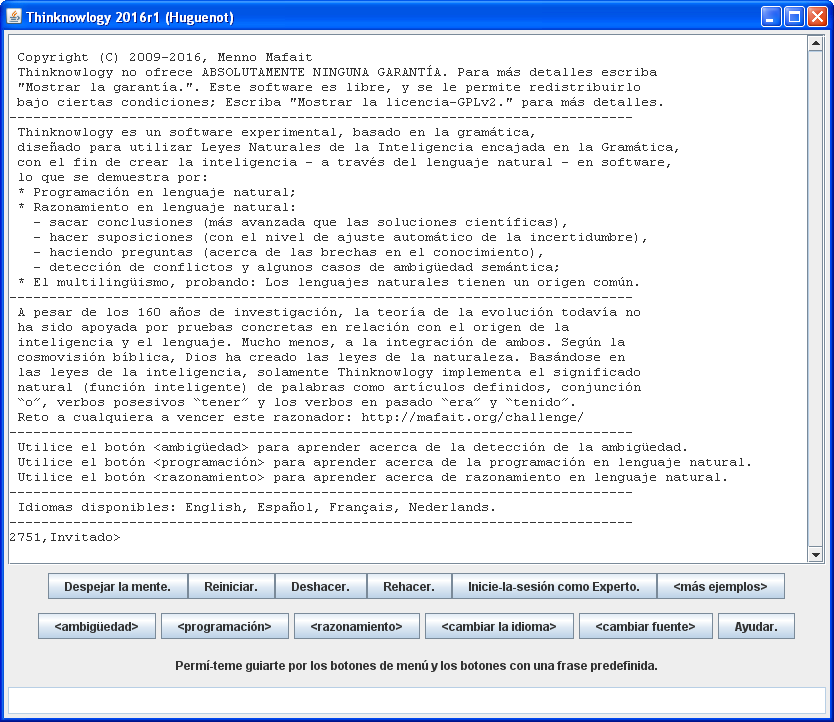 Thinknowlogy 2016r1 (Huguenot)
Copyright (C) 2009-2016, Menno Mafait
Thinknowlogy no ofrece ABSOLUTAMENTE NINGUNA GARANTÍA. Para más detalles escriba
"Mostrar la garantía.". Este software es libre, y se le permite redistribuirlo
bajo ciertas condiciones; Escriba "Mostrar la licencia-GPLv2." para más detalles.
------------------------------------------------------------------------------
Thinknowlogy es un software experimental, basado en la gramática,
diseñado para utilizar Leyes Naturales de la Inteligencia encajada en la Gramática,
con el fin de crear la inteligencia - a través del lenguaje natural - en software,
lo que se demuestra por:
* Programación en lenguaje natural;
* Razonamiento en lenguaje natural:
- sacar conclusiones (más avanzada que las soluciones científicas),
- hacer suposiciones (con el nivel de ajuste automático de la incertidumbre),
- haciendo preguntas (acerca de las brechas en el conocimiento),
- detección de conflictos y algunos casos de ambigüedad semántica;
* El multilingüismo, probando: Los lenguajes naturales tienen un origen común.
------------------------------------------------------------------------------
A pesar de los 160 años de investigación, la teoría de la evolución todavía no
ha sido apoyada por pruebas concretas en relación con el origen de la
inteligencia y el lenguaje. Mucho menos, a la integración de ambos. Según la
cosmovisión bíblica, Dios ha creado las leyes de la naturaleza. Basándose en
las leyes de la inteligencia, solamente Thinknowlogy implementa el significado
natural (función inteligente) de palabras como artículos definidos, conjunción
“o”, verbos posesivos “tener” y los verbos en pasado “era” y “tenido”.
Reto a cualquiera a vencer este razonador: http://mafait.org/challenge/
------------------------------------------------------------------------------
Utilice el botón <ambigüedad> para aprender acerca de la detección de la ambigüedad.
Utilice el botón <programación> para aprender acerca de la programación en lenguaje natural.
Utilice el botón <razonamiento> para aprender acerca de razonamiento en lenguaje natural.
------------------------------------------------------------------------------
Idiomas disponibles: English, Español, Français, Nederlands.
------------------------------------------------------------------------------
2751,Invitado>
Despejar la mente. Reiniciar. Deshacer. Rehacer. Inicie-la-sesión como Experto. <más ejemplos>
<ambigüedad> <programación> <razonamiento> <cambiar la idioma> <cambiar fuente> Ayudar.
Permí-teme guiarte por los botones de menú y los botones con una frase predefinida.